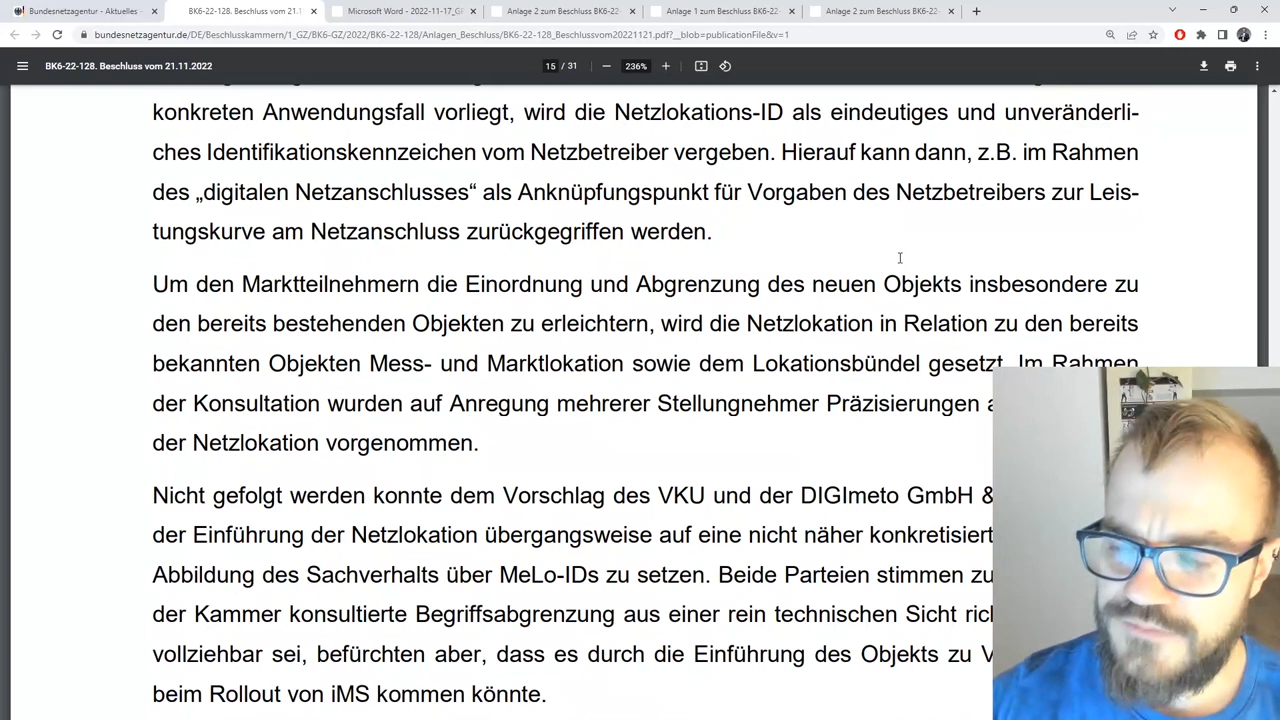 Bundesnetzagentur - Aktuelles
BK6-22-128. Beschluss vom 21.1
Microsoft Word - 2022-11-17_GF
Anlage 2 zum Beschluss BK6-22-
Anlage 1 zum Beschluss BK6-22-
Anlage 2 zum Beschluss BK6-22-
bundesnetzagentur.de/DE/Beschlusskammern/1_GZ/BK6-GZ/2022/BK6-22-128/Anlagen_Beschluss/BK6-22-128_Beschlussvom20221121.pdf?__blob=publicationFile&v=1
BK6-22-128. Beschluss vom 21.11.2022
15 / 31
236%
konkreten Anwendungsfall vorliegt, wird die Netzlokations-ID als eindeutiges und unveränderli-
ches Identifikationskennzeichen vom Netzbetreiber vergeben. Hierauf kann dann, z.B. im Rahmen
des „digitalen Netzanschlusses“ als Anknüpfungspunkt für Vorgaben des Netzbetreibers zur Leis-
tungskurve am Netzanschluss zurückgegriffen werden.
Um den Marktteilnehmern die Einordnung und Abgrenzung des neuen Objekts insbesondere zu
den bereits bestehenden Objekten zu erleichtern, wird die Netzlokation in Relation zu den bereits
bekannten Objekten Mess- und Marktlokation sowie dem Lokationsbündel gesetzt. Im Rahmen
der Konsultation wurden auf Anregung mehrerer Stellungnehmer Präzisierungen
der Netzlokation vorgenommen.
Nicht gefolgt werden konnte dem Vorschlag des VKU und der DIGImeto GmbH &
der Einführung der Netzlokation übergangsweise auf eine nicht näher konkretisiert
Abbildung des Sachverhalts über MeLo-IDs zu setzen. Beide Parteien stimmen zu
der Kammer konsultierte Begriffsabgrenzung aus einer rein technischen Sicht
vollziehbar sei, befürchten aber, dass es durch die Einführung des Objekts zu
beim Rollout von iMS kommen könnte.